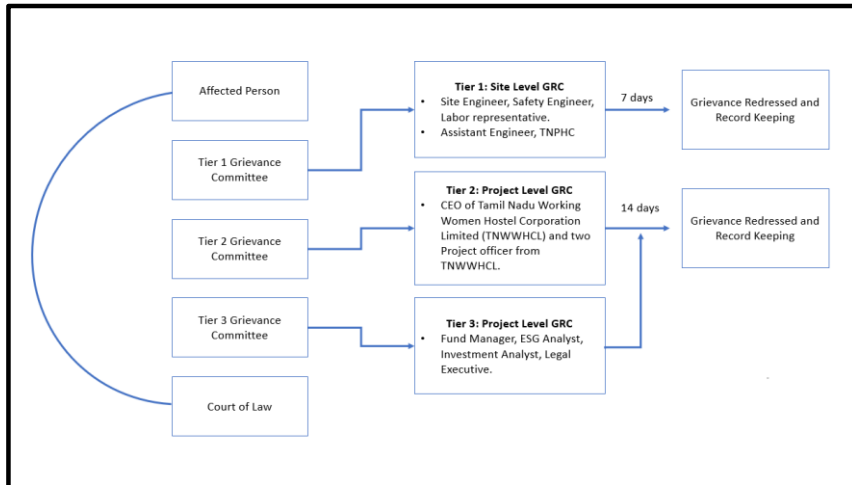 Affected Person
Tier 1 Grievance
Committee
Tier 2 Grievance
Committee
Tier 3 Grievance
Committee
Court of Law
Tier 1: Site Level GRC
• Site Engineer, Safety Engineer,
Labor representative.
• Assistant Engineer, TNPHC
7 days
Grievance Redressed and
Record Keeping
Tier 2: Project Level GRC
• CEO of Tamil Nadu Working
Women Hostel Corporation
Limited (TNWWHCL) and two
Project officer from
TNWWHCL.
14 days
Grievance Redressed and
Record Keeping
Tier 3: Project Level GRC
• Fund Manager, ESG Analyst,
Investment Analyst, Legal
Executive.